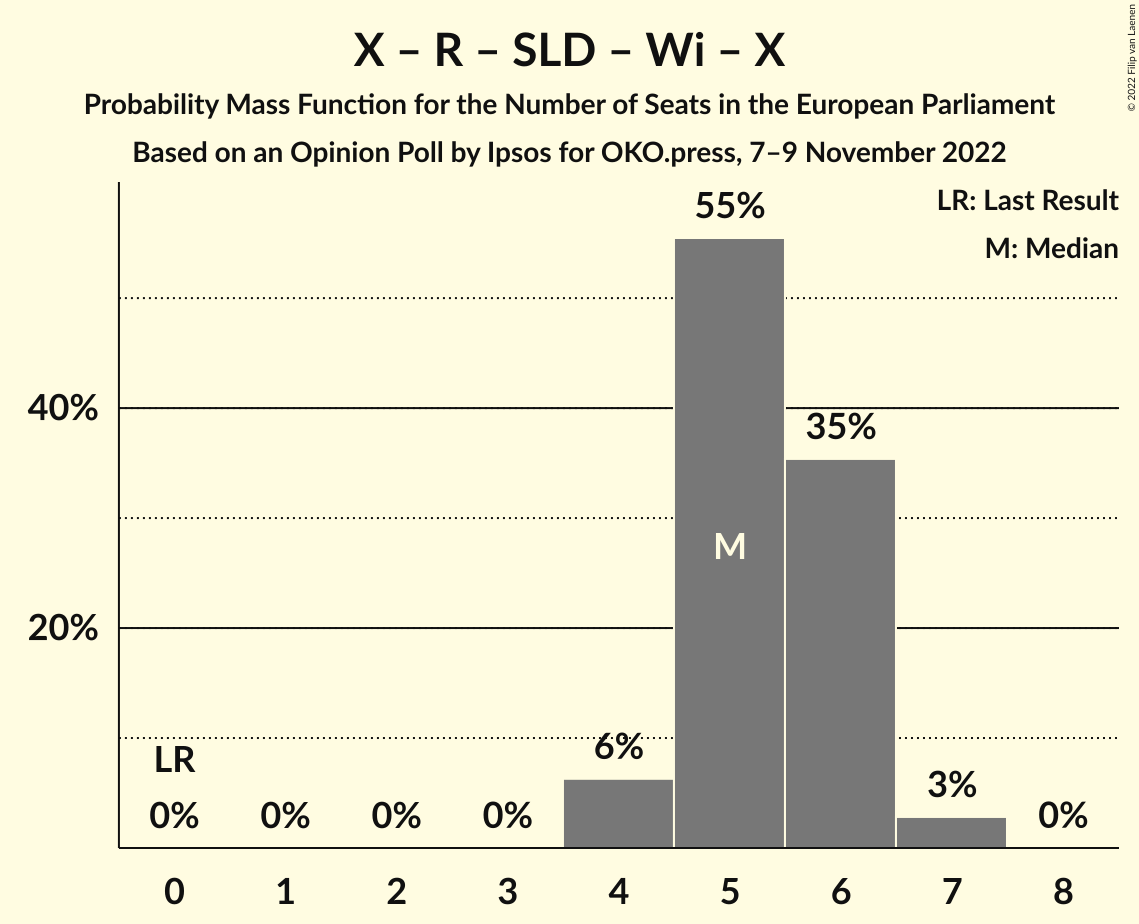 X – R – SLD – Wi – X
Probability Mass Function for the Number of Seats in the European Parliament
Based on an Opinion Poll by Ipsos for OKO.press, 7–9 November 2022
© 2022 Filip van Laenen
LR: Last Result
M: Median
55%
40%
35%
M
20%
LR
6%
3%
0%
0%
0%
0%
0%
0 1 2 3 4 5 6 7 8